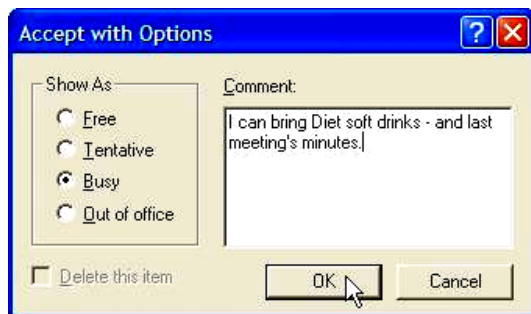 Accept with Options
?
Show As
Free
Tentative
Busy
Out of office
Comment:
I can bring Diet soft drinks - and last
meeting's minutes.
Delete this item
OK
Cancel